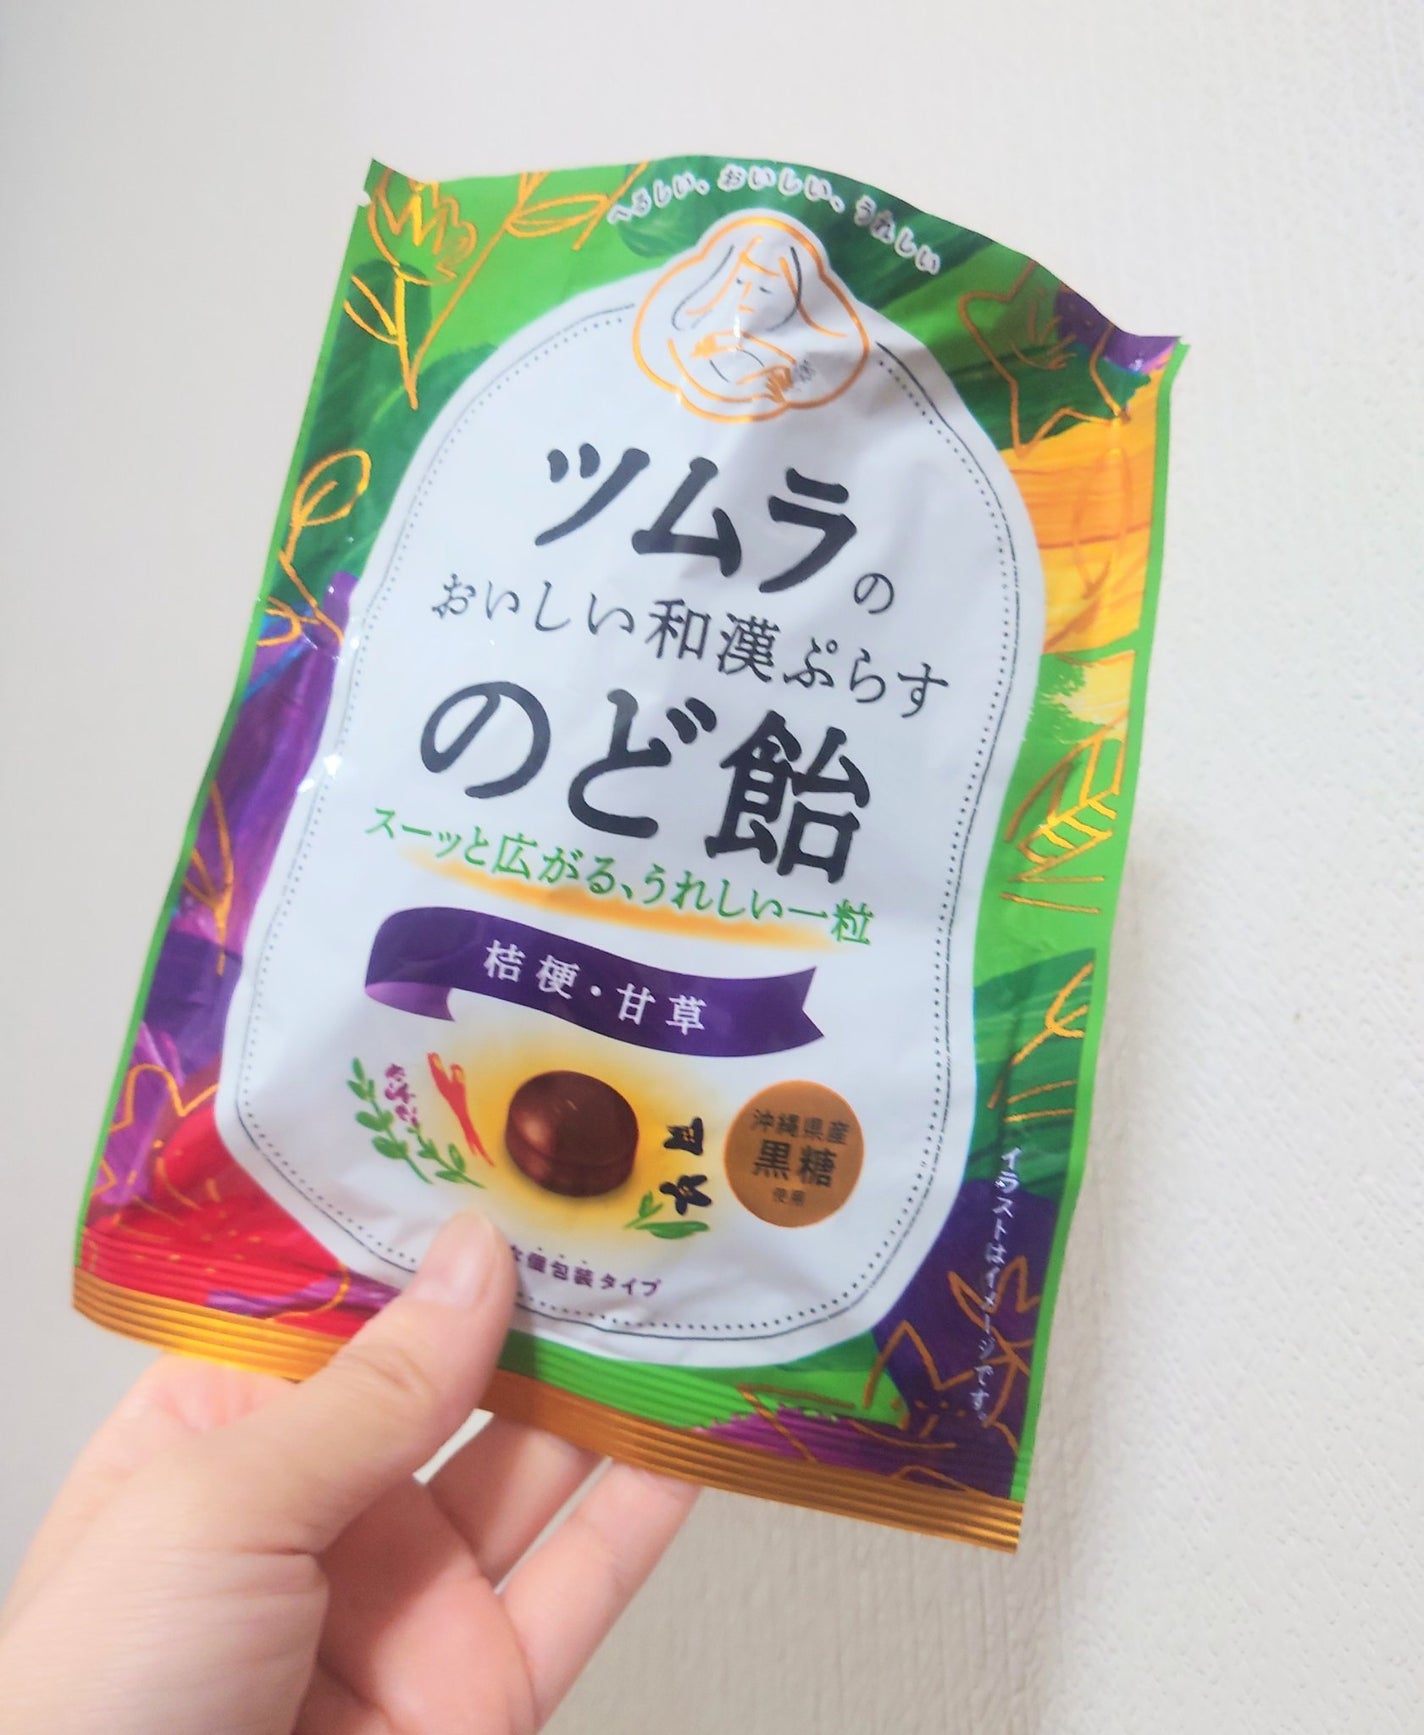 へるしい、おいしい、うれしい
ツムラの
おいしい和漢ぷらす
のど飴
スーッと広がる、うれしい一粒
桔梗・甘草
沖縄県産
黒糖
使用
個包装タイプ
イラストはイメージです。